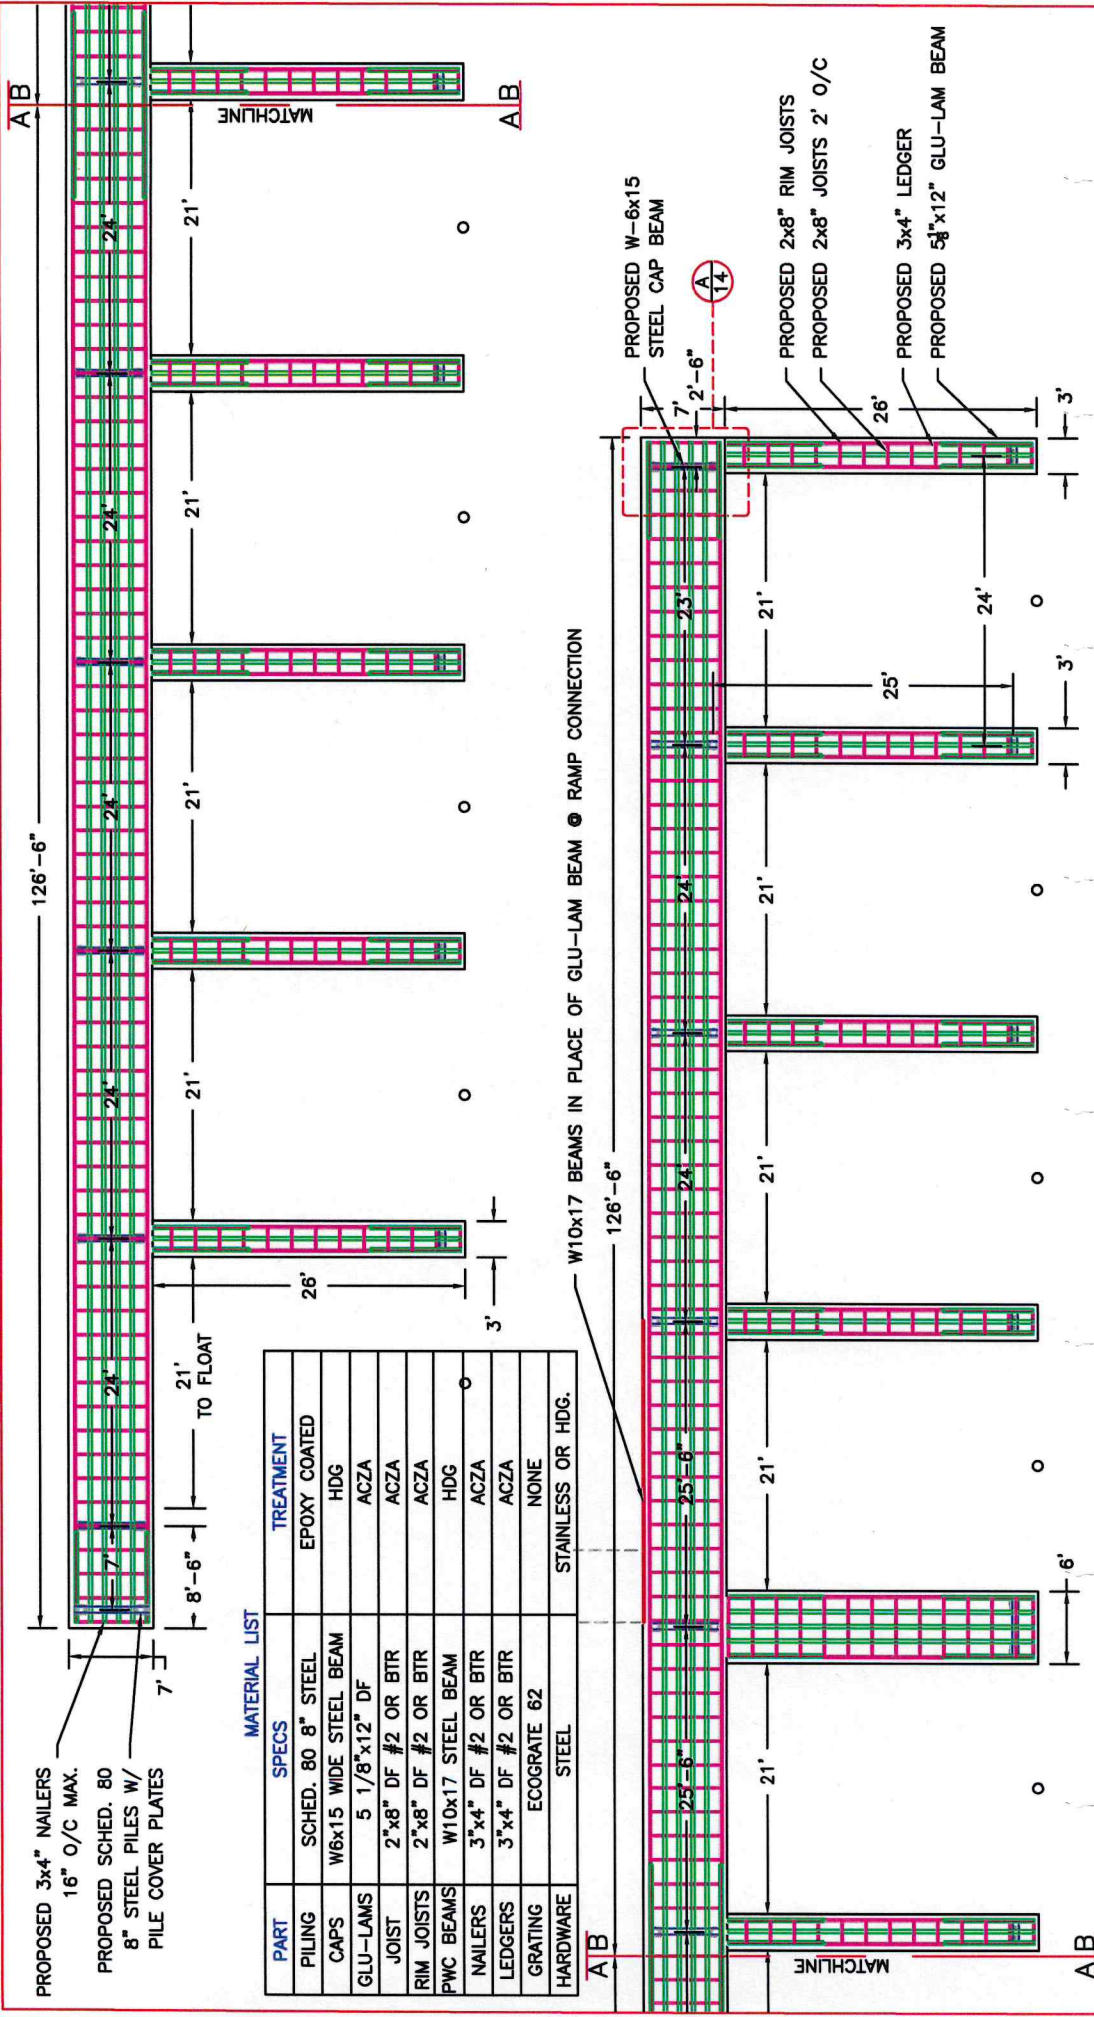 PROPOSED 3x4" NAILERS
16" O/C MAX.
PROPOSED SCHED. 80
8" STEEL PILES W/
PILE COVER PLATES
126'-6"
A B
MATCHLINE
A B
7'
24'
24'
24'
24'
24'
7'
8'-6"
21'
TO FLOAT
21'
21'
21'
21'
26'
3'
MATERIAL LIST
PART SPECS TREATMENT
PILING SCHED. 80 8" STEEL EPOXY COATED
CAPS W6x15 WIDE STEEL BEAM HDG
GLU-LAMS 5 1/8"x12" DF ACZA
JOIST 2"x8" DF #2 OR BTR ACZA
RIM JOISTS 2"x8" DF #2 OR BTR ACZA
PWC BEAMS W10x17 STEEL BEAM HDG
NAILERS 3"x4" DF #2 OR BTR ACZA
LEDGERS 3"x4" DF #2 OR BTR ACZA
GRATING ECOGRATE 62 NONE
HARDWARE STEEL STAINLESS OR HDG.
W10x17 BEAMS IN PLACE OF GLU-LAM BEAM @ RAMP CONNECTION
126'-6"
A B
MATCHLINE
A B
25'-6"
25'-6"
24'
24'
23'
21'
21'
21'
21'
21'
6'
25'
24'
3'
3'
26'
7'
2'-6"
PROPOSED W-6x15
STEEL CAP BEAM
A
14
PROPOSED 2x8" RIM JOISTS
PROPOSED 2x8" JOISTS 2' O/C
PROPOSED 3x4" LEDGER
PROPOSED 5 1/8"x12" GLU-LAM BEAM